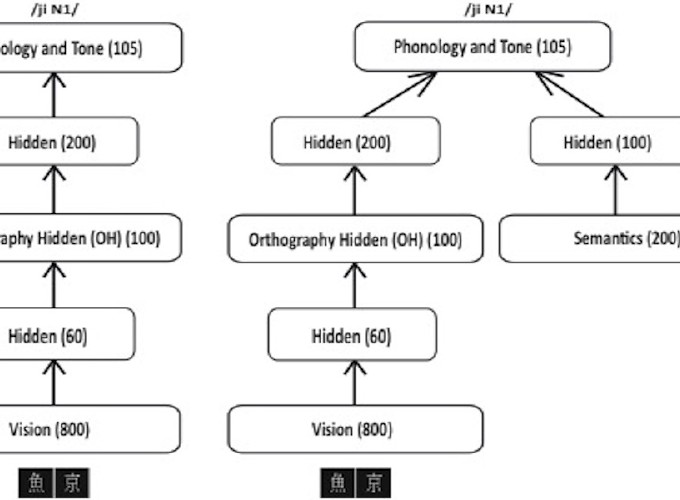 /ji N1/
ology and Tone (105)
Hidden (200)
raphy Hidden (OH) (100)
Hidden (60)
Vision (800)
魚 京
/ji N1/
Phonology and Tone (105)
Hidden (200)
Hidden (100)
Orthography Hidden (OH) (100)
Semantics (200)
Hidden (60)
Vision (800)
魚 京